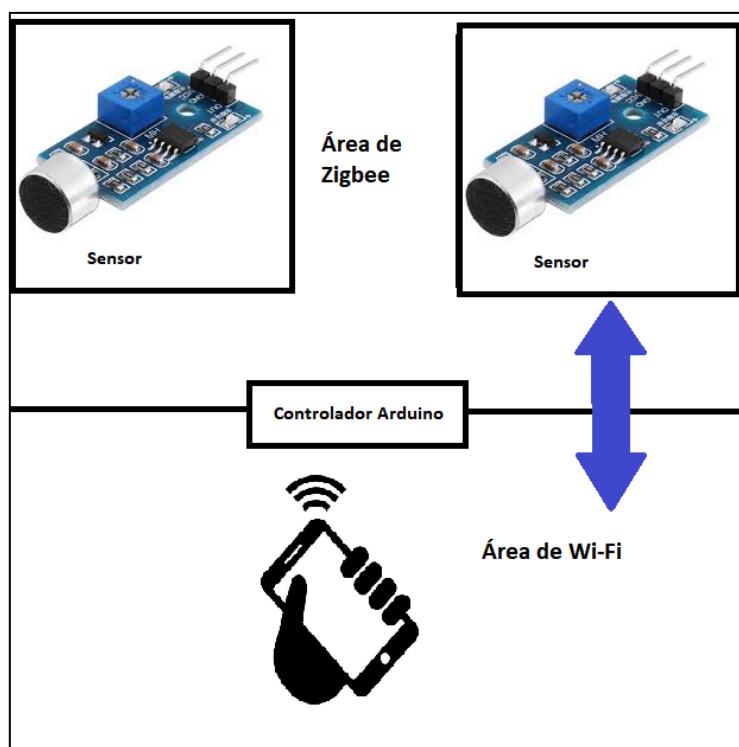 Área de
Zigbee
Sensor
Sensor
Controlador Arduino
Área de Wi-Fi